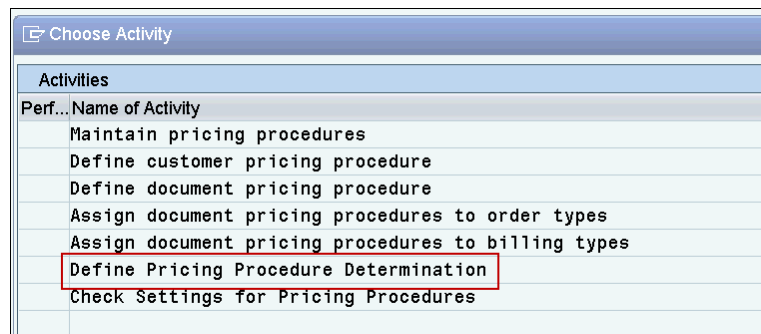 Choose Activity
Activities
Perf... Name of Activity
Maintain pricing procedures
Define customer pricing procedure
Define document pricing procedure
Assign document pricing procedures to order types
Assign document pricing procedures to billing types
Define Pricing Procedure Determination
Check Settings for Pricing Procedures